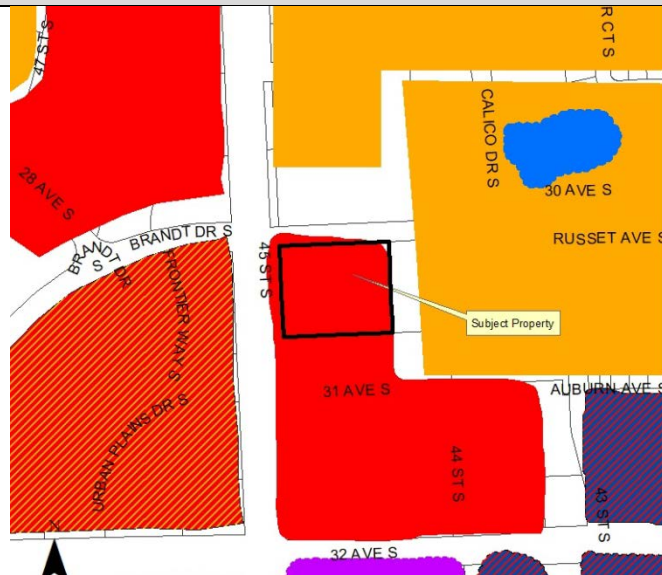 R CT S
47 ST S
CALICO DR S
28 AVE S
30 AVE S
BRANDT DR S
BRANDT DR
S
RUSSET AVE S
45 ST S
FRONTIER WAY S
Subject Property
31 AVE S
AUBURN AVE S
URBAN PLAINS DR S
44 ST S
43 ST S
N
32 AVE S